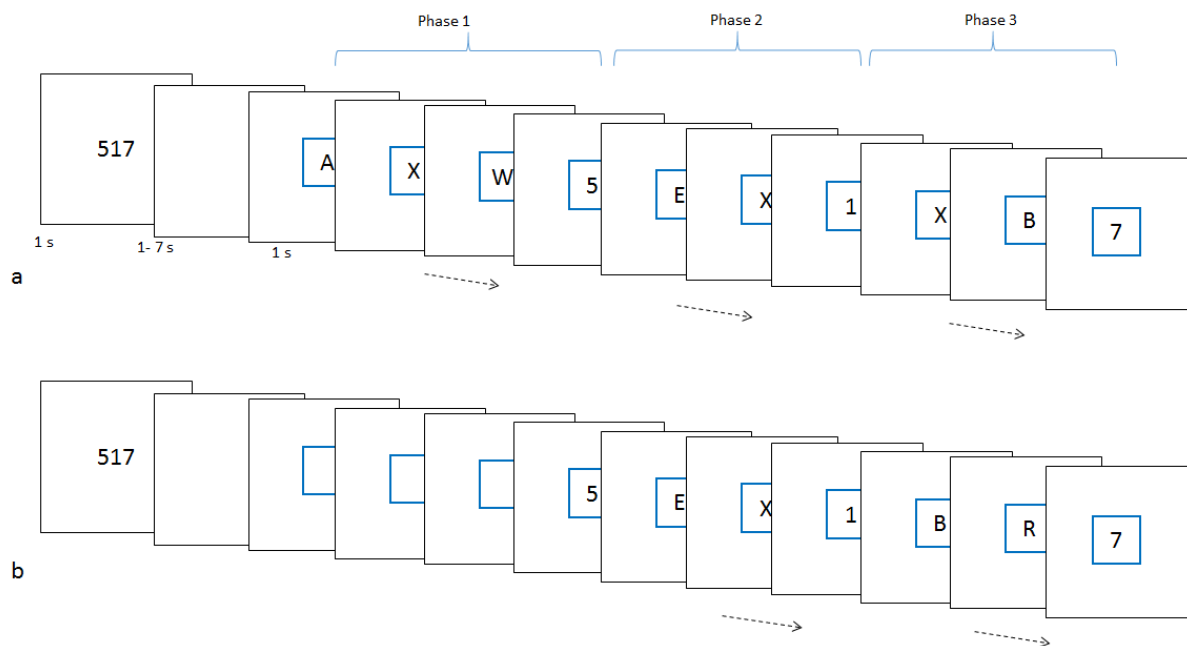 Phase 1 Phase 2 Phase 3
517 A X W 5 E X 1 X B 7
1 s 1- 7 s 1 s
a
517 5 E X 1 B R 7
b